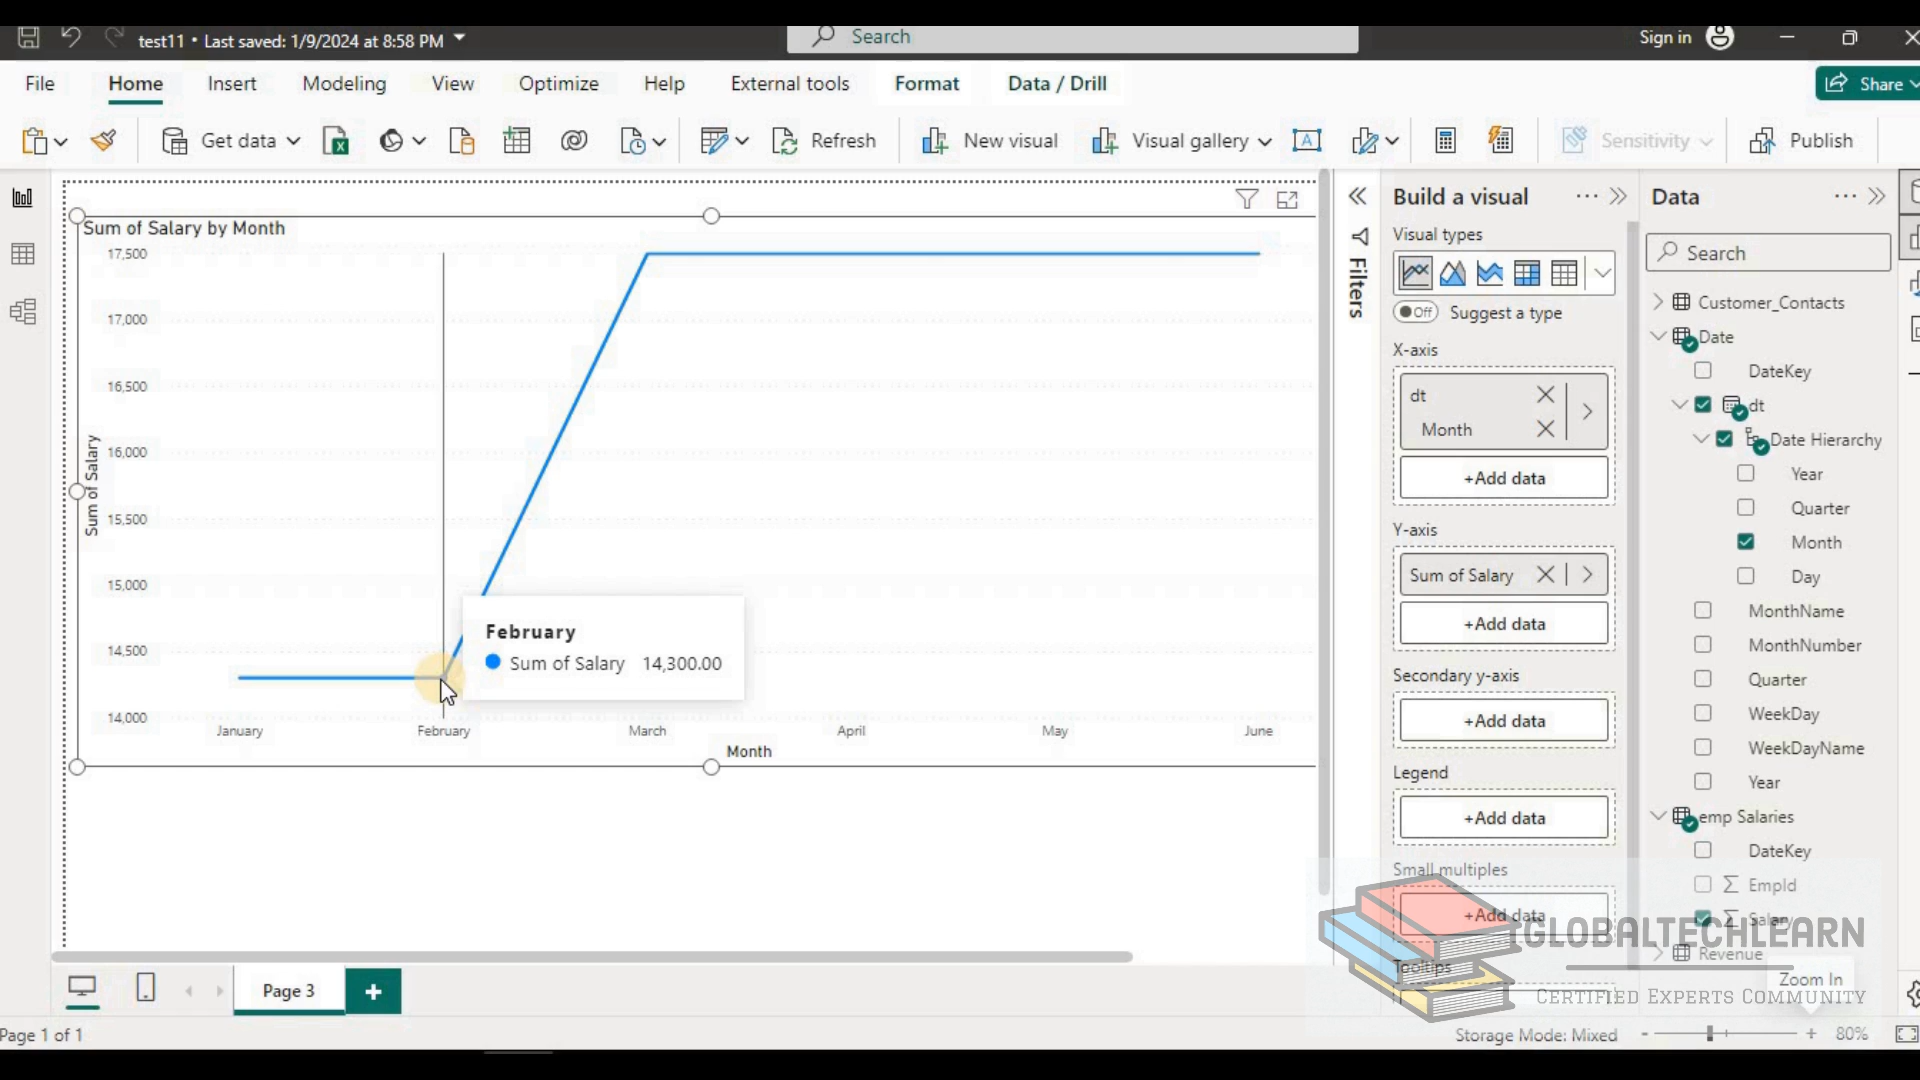 test11 • Last saved: 1/9/2024 at 8:58 PM
Search
Sign in
File Home Insert Modeling View Optimize Help External tools Format Data / Drill
Share
Get data
Refresh
New visual
Visual gallery
Sensitivity
Publish
Sum of Salary by Month
17,500
17,000
16,500
16,000
15,500
15,000
14,500
14,000
Sum of Salary
February
Sum of Salary 14,300.00
January February March April May June
Month
Filters
Build a visual
Visual types
Off Suggest a type
X-axis
dt
Month
+Add data
Y-axis
Sum of Salary
+Add data
Secondary y-axis
+Add data
Legend
+Add data
Small multiples
+Add data
Tooltips
Data
Search
Customer_Contacts
Date
DateKey
dt
Date Hierarchy
Year
Quarter
Month
Day
MonthName
MonthNumber
Quarter
WeekDay
WeekDayName
Year
emp Salaries
DateKey
EmpId
Salary
Revenue
GLOBALTECHLEARN
CERTIFIED EXPERTS COMMUNITY
Zoom In
Page 3
Page 1 of 1
Storage Mode: Mixed
80%